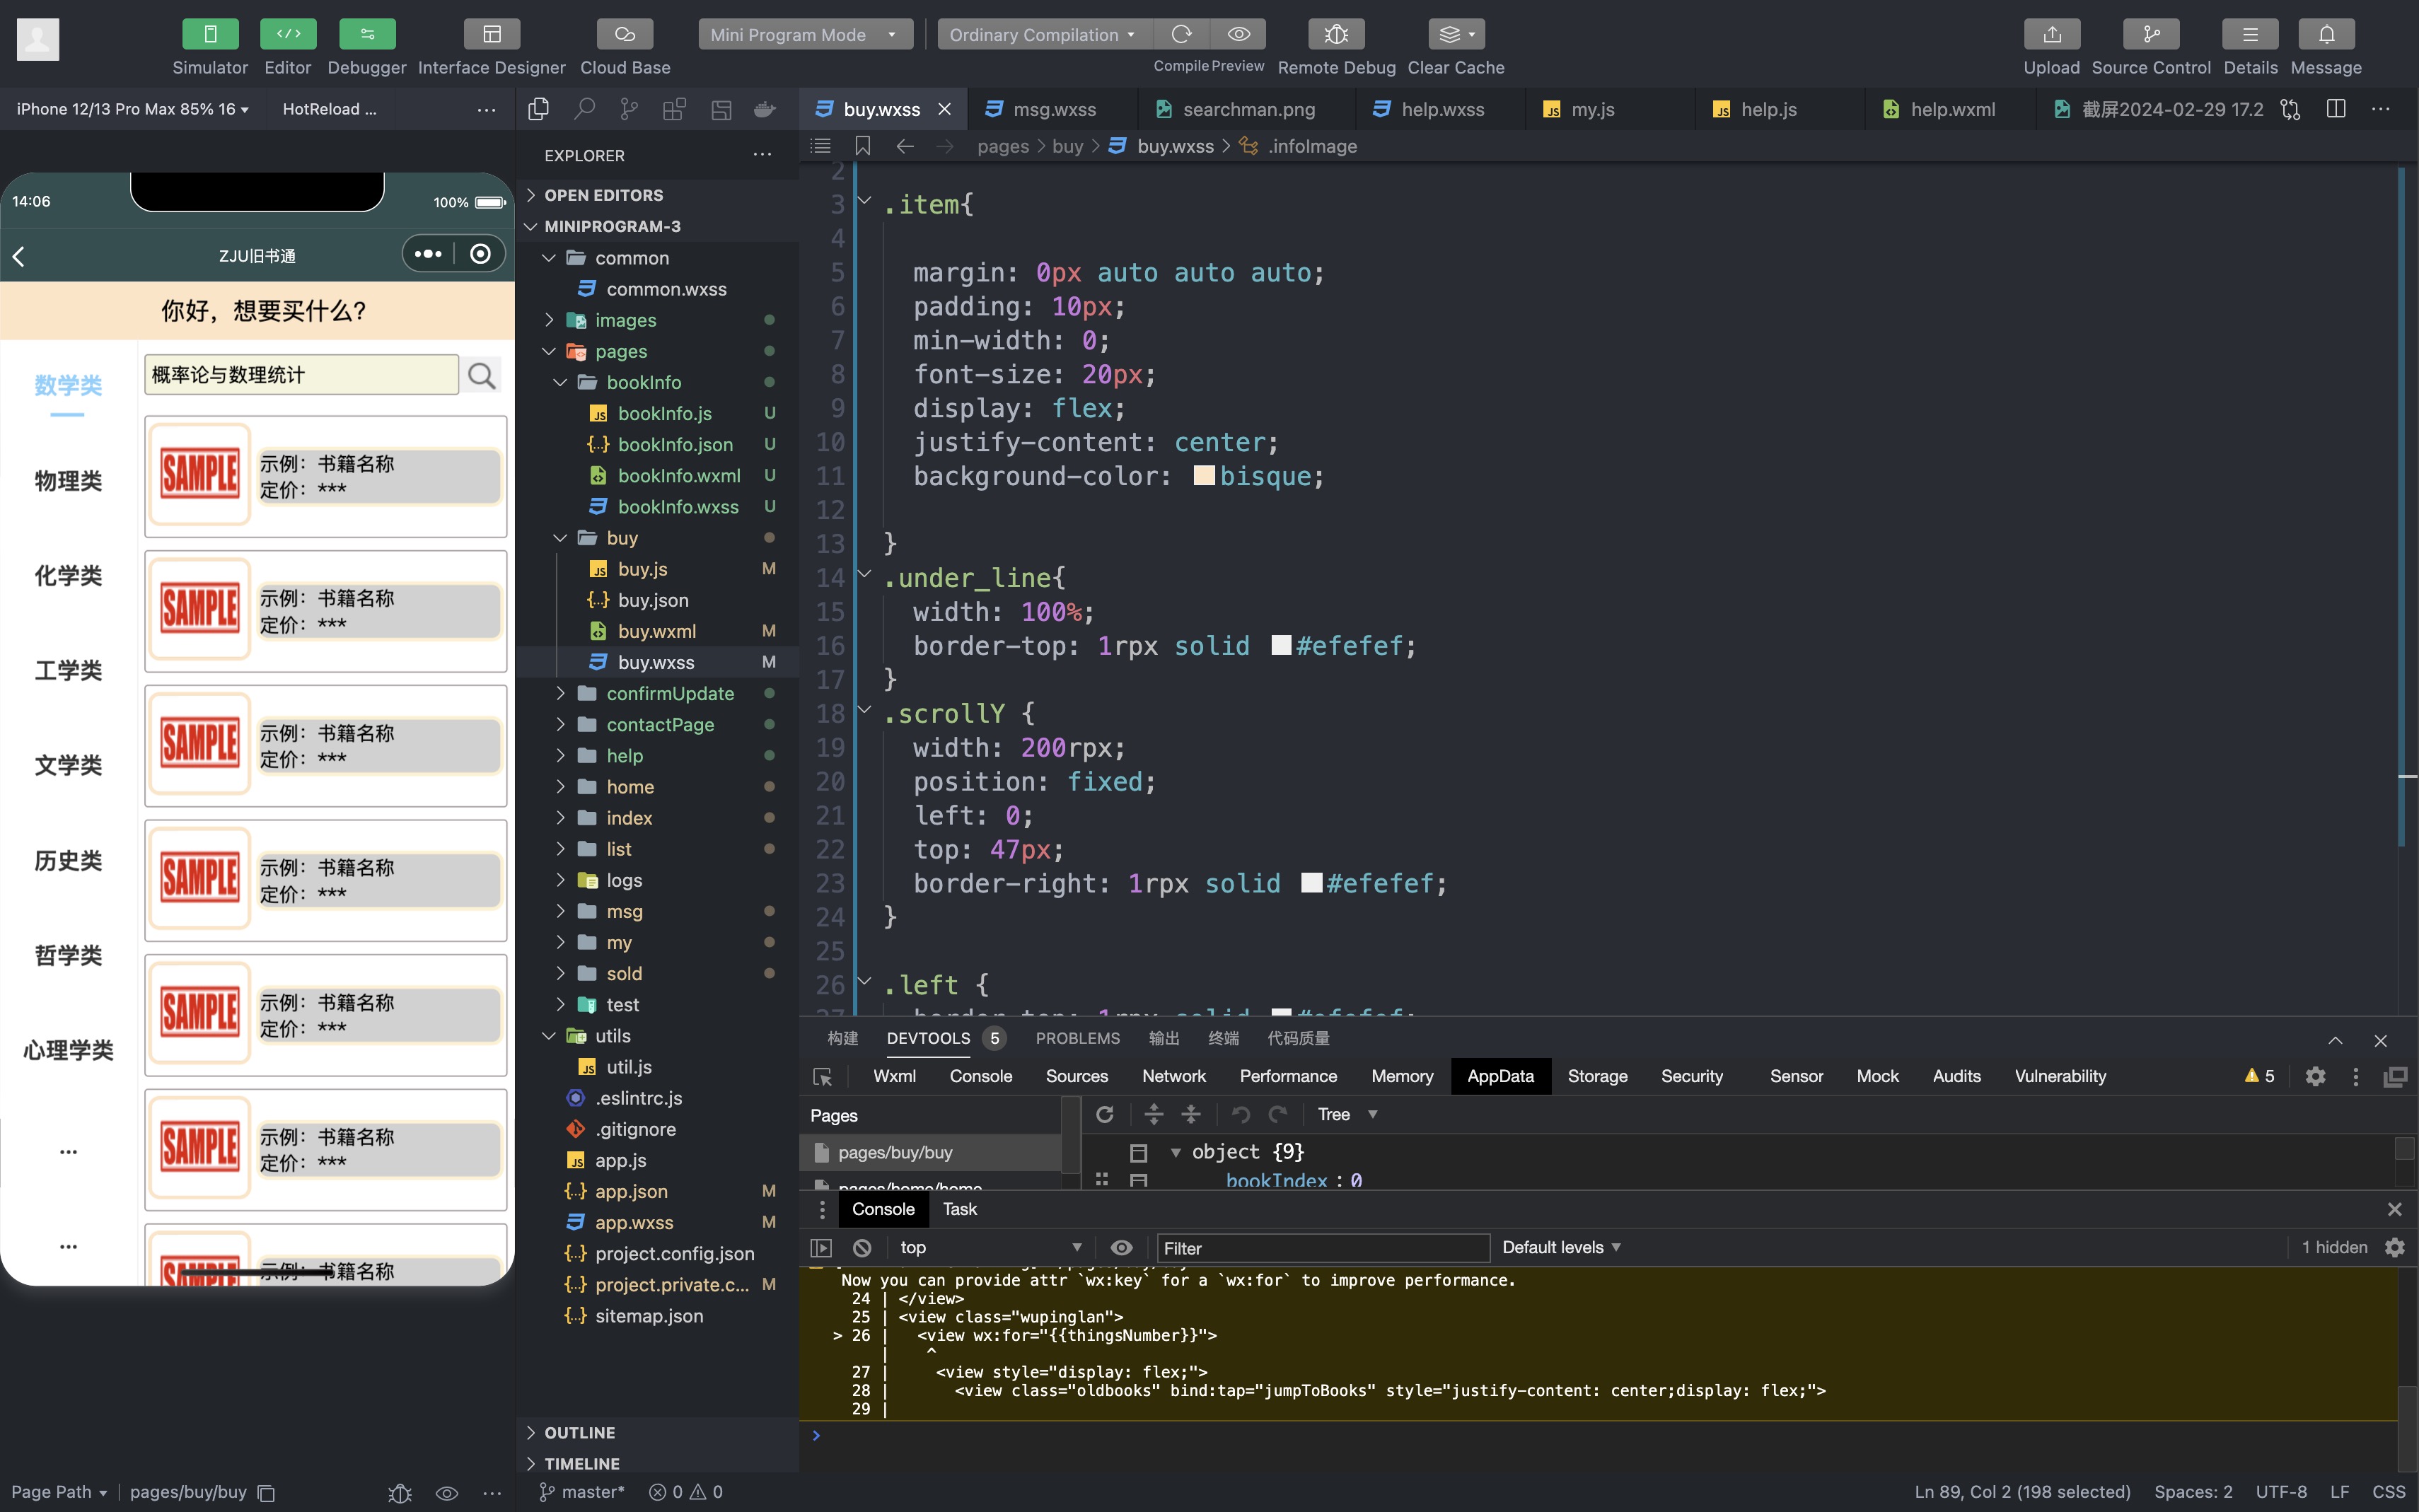 Simulator Editor Debugger Interface Designer Cloud Base
Mini Program Mode
Ordinary Compilation
Compile Preview Remote Debug Clear Cache
Upload Source Control Details Message
iPhone 12/13 Pro Max 85% 16 HotReload ...
14:06
100%
ZJU旧书通
你好，想要买什么?
概率论与数理统计
数学类
物理类
化学类
工学类
文学类
历史类
哲学类
心理学类
...
...
SAMPLE
示例：书籍名称
定价：***
SAMPLE
示例：书籍名称
定价：***
SAMPLE
示例：书籍名称
定价：***
SAMPLE
示例：书籍名称
定价：***
SAMPLE
示例：书籍名称
定价：***
SAMPLE
示例：书籍名称
定价：***
SAMPLE
示例：书籍名称
Page Path pages/buy/buy
EXPLORER
OPEN EDITORS
MINIPROGRAM-3
common
common.wxss
images
pages
bookInfo
bookInfo.js U
bookInfo.json U
bookInfo.wxml U
bookInfo.wxss U
buy
buy.js M
buy.json
buy.wxml M
buy.wxss M
confirmUpdate
contactPage
help
home
index
list
logs
msg
my
sold
test
utils
util.js
.eslintrc.js
.gitignore
app.js
app.json M
app.wxss M
project.config.json
project.private.c... M
sitemap.json
OUTLINE
TIMELINE
master* 0 0
buy.wxss msg.wxss searchman.png help.wxss my.js help.js help.wxml 截屏2024-02-29 17.2
pages > buy > buy.wxss > .infoImage
2
3 .item{
4
5 margin: 0px auto auto auto;
6 padding: 10px;
7 min-width: 0;
8 font-size: 20px;
9 display: flex;
10 justify-content: center;
11 background-color: bisque;
12
13 }
14 .under_line{
15 width: 100%;
16 border-top: 1rpx solid #efefef;
17 }
18 .scrollY {
19 width: 200rpx;
20 position: fixed;
21 left: 0;
22 top: 47px;
23 border-right: 1rpx solid #efefef;
24 }
25
26 .left {
27 border-top: 1rpx solid #efefef;
构建 DEVTOOLS 5 PROBLEMS 输出 终端 代码质量
Wxml Console Sources Network Performance Memory AppData Storage Security Sensor Mock Audits Vulnerability 5
Pages
pages/buy/buy
pages/home/home
Tree
object {9}
bookIndex : 0
Console Task
top Filter Default levels 1 hidden
Now you can provide attr `wx:key` for a `wx:for` to improve performance.
24 | </view>
25 | <view class="wupinglan">
> 26 | <view wx:for="{{thingsNumber}}">
| ^
27 | <view style="display: flex;">
28 | <view class="oldbooks" bind:tap="jumpToBooks" style="justify-content: center;display: flex;">
29 |
>
Ln 89, Col 2 (198 selected) Spaces: 2 UTF-8 LF CSS